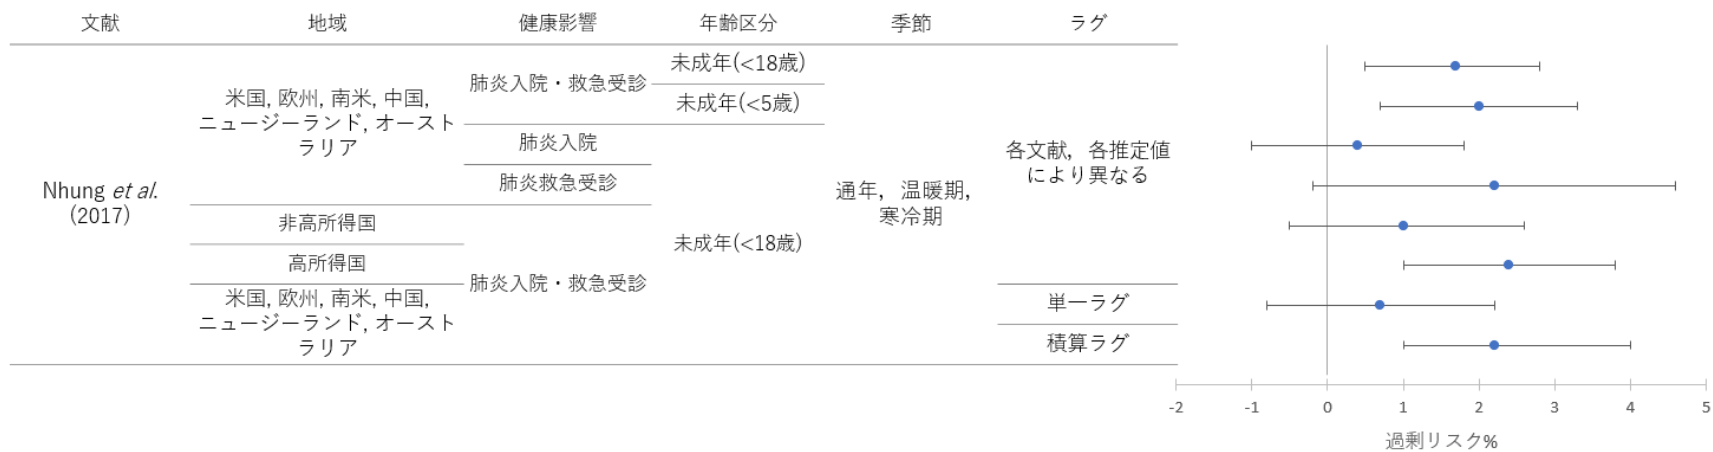 文献 地域 健康影響 年齢区分 季節 ラグ
Nhung et al.
(2017)
米国, 欧州, 南米, 中国,
ニュージーランド, オースト
ラリア
肺炎入院・救急受診
未成年(<18歳)
未成年(<5歳)
肺炎入院
肺炎救急受診
非高所得国
高所得国
米国, 欧州, 南米, 中国,
ニュージーランド, オースト
ラリア
肺炎入院・救急受診
未成年(<18歳)
通年, 温暖期,
寒冷期
各文献, 各推定値
により異なる
単一ラグ
積算ラグ
-2 -1 0 1 2 3 4 5
過剰リスク%